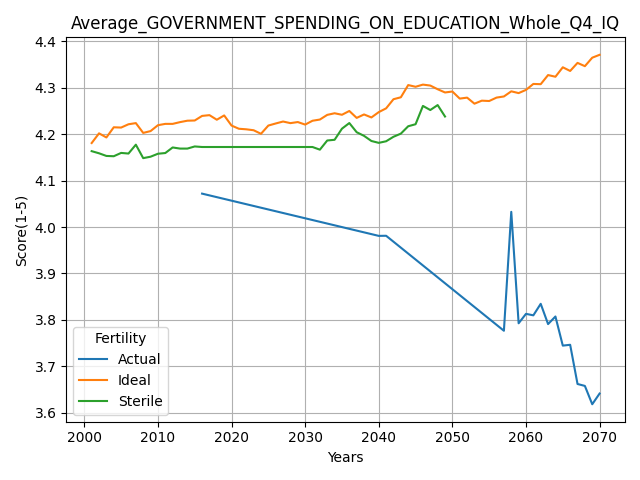 Average_GOVERNMENT_SPENDING_ON_EDUCATION_Whole_Q4_IQ
4.4
4.3
4.2
4.1
4.0
3.9
3.8
3.7
3.6
Score(1-5)
Fertility
Actual
Ideal
Sterile
2000 2010 2020 2030 2040 2050 2060 2070
Years